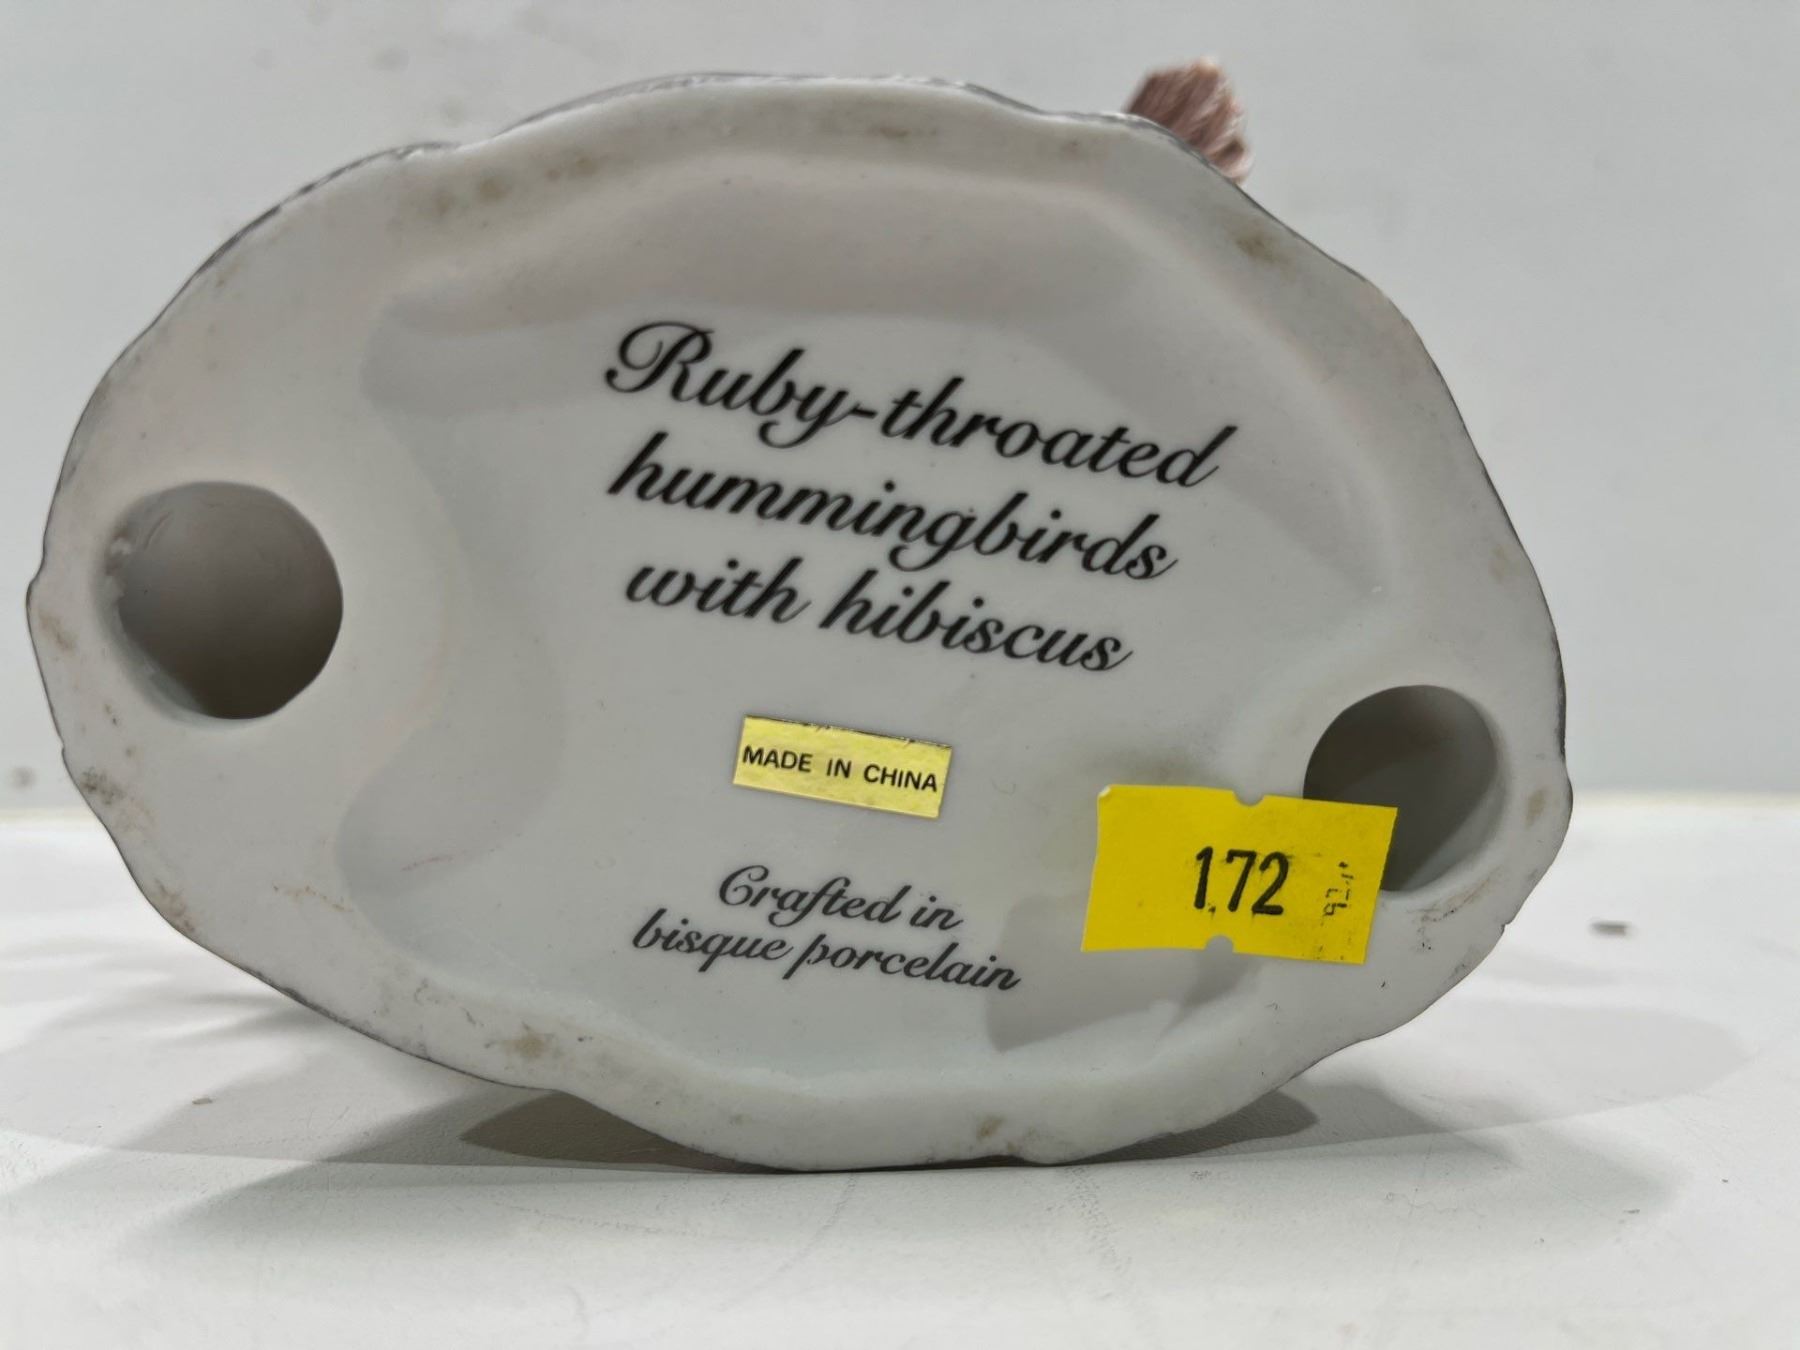 Ruby-throated
hummingbirds
with hibiscus
MADE IN CHINA
172
Crafted in
bisque porcelain